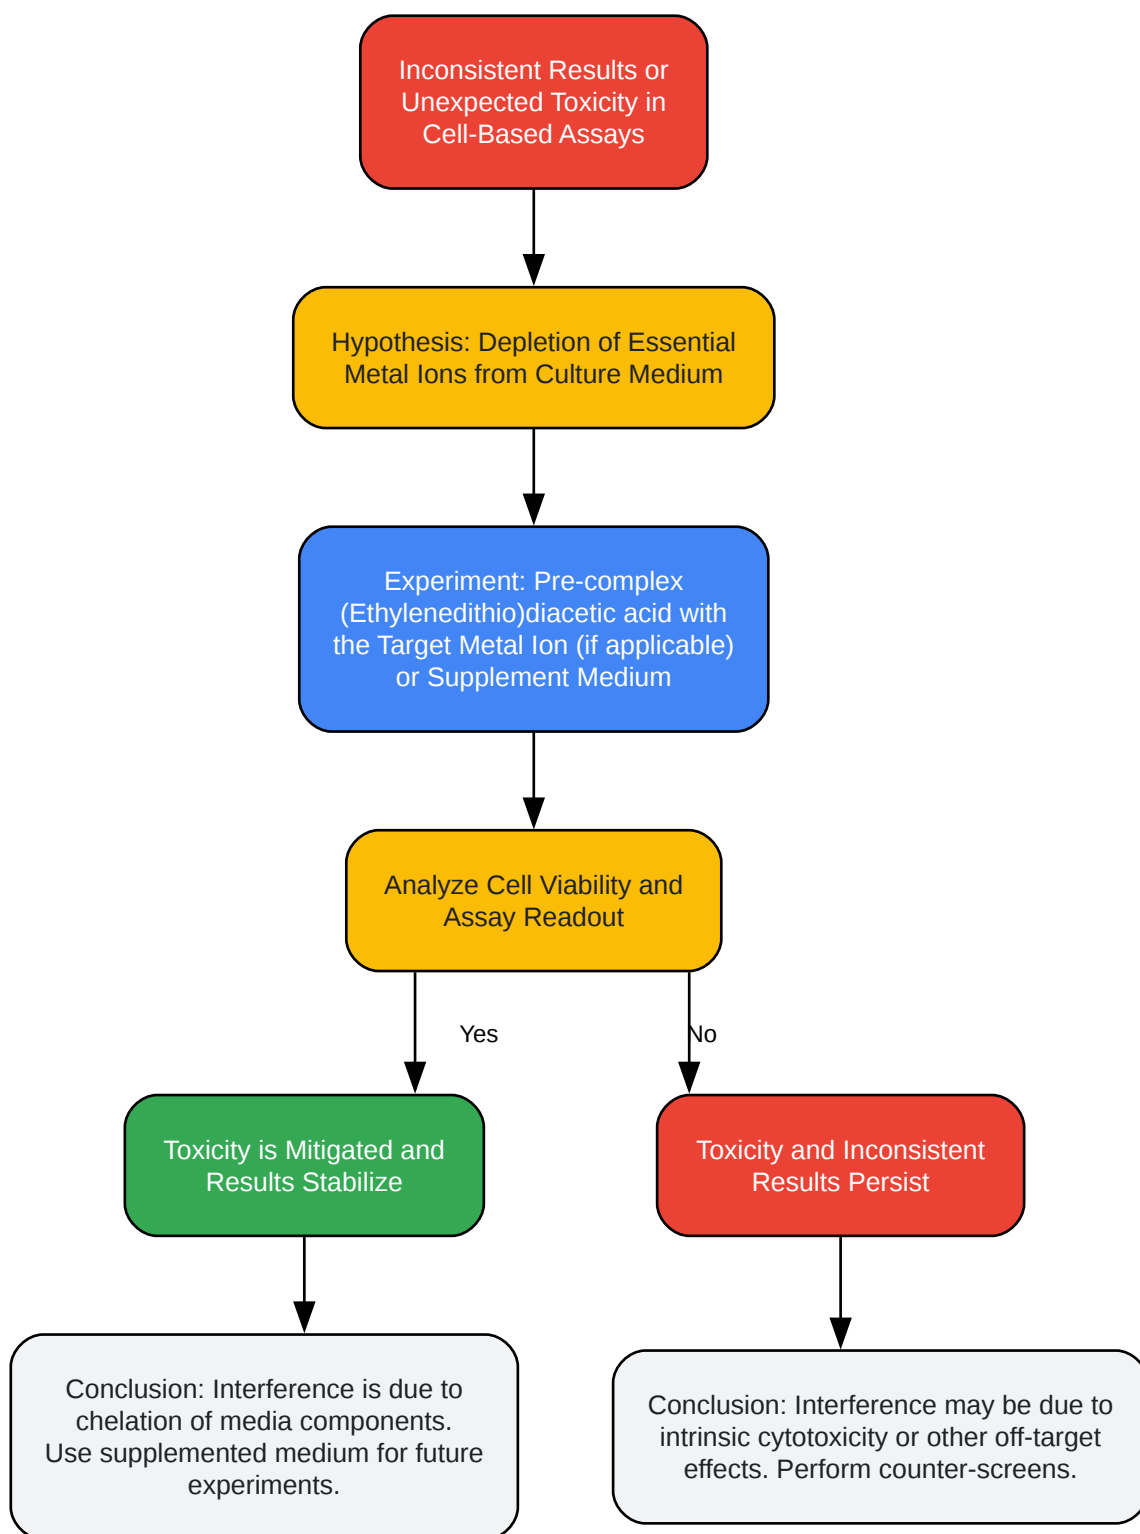 Inconsistent Results or
Unexpected Toxicity in
Cell-Based Assays
Hypothesis: Depletion of Essential
Metal Ions from Culture Medium
Experiment: Pre-complex
(Ethylenedithio)diacetic acid with
the Target Metal Ion (if applicable)
or Supplement Medium
Analyze Cell Viability and
Assay Readout
Yes
No
Toxicity is Mitigated and
Results Stabilize
Toxicity and Inconsistent
Results Persist
Conclusion: Interference is due to
chelation of media components.
Use supplemented medium for future
experiments.
Conclusion: Interference may be due to
intrinsic cytotoxicity or other off-target
effects. Perform counter-screens.